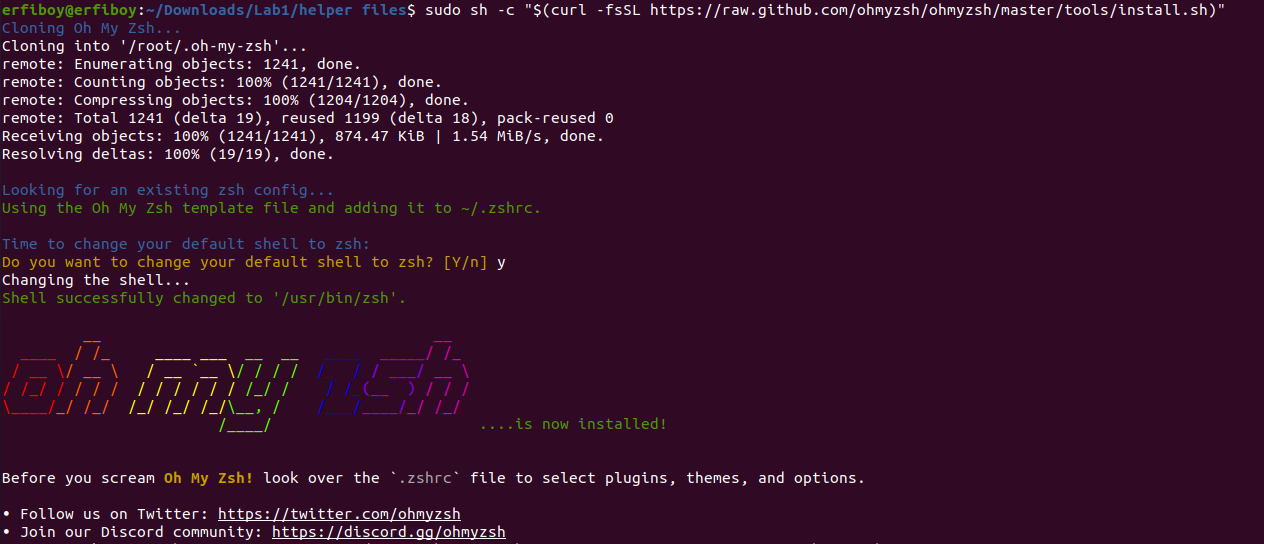 erfiboy@erfiboy:~/Downloads/Lab1/helper files$ sudo sh -c "$(curl -fsSL https://raw.github.com/ohmyzsh/ohmyzsh/master/tools/install.sh)"
Cloning Oh My Zsh...
Cloning into '/root/.oh-my-zsh'...
remote: Enumerating objects: 1241, done.
remote: Counting objects: 100% (1241/1241), done.
remote: Compressing objects: 100% (1204/1204), done.
remote: Total 1241 (delta 19), reused 1199 (delta 18), pack-reused 0
Receiving objects: 100% (1241/1241), 874.47 KiB | 1.54 MiB/s, done.
Resolving deltas: 100% (19/19), done.
Looking for an existing zsh config...
Using the Oh My Zsh template file and adding it to ~/.zshrc.
Time to change your default shell to zsh:
Do you want to change your default shell to zsh? [Y/n] y
Changing the shell...
Shell successfully changed to '/usr/bin/zsh'.
oh my zsh
....is now installed!
Before you scream Oh My Zsh! look over the `.zshrc` file to select plugins, themes, and options.
• Follow us on Twitter: https://twitter.com/ohmyzsh
• Join our Discord community: https://discord.gg/ohmyzsh